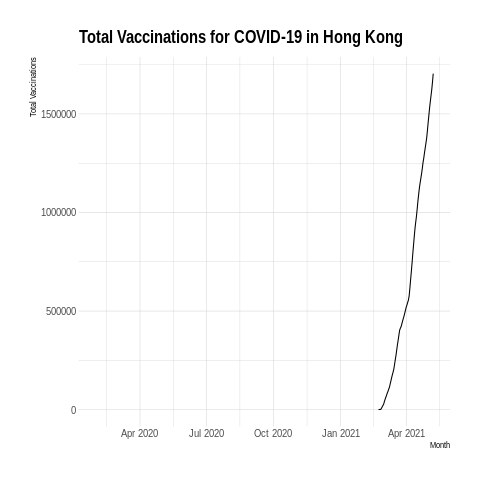 Total Vaccinations for COVID-19 in Hong Kong
Total Vaccinations
1500000
1000000
500000
0
Apr 2020 Jul 2020 Oct 2020 Jan 2021 Apr 2021
Month